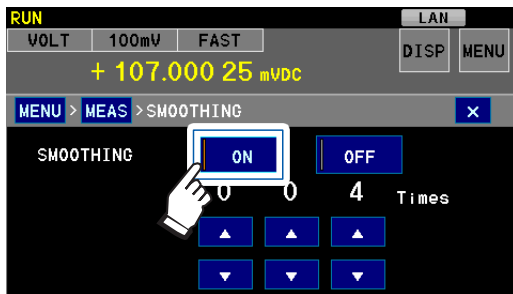 RUN LAN
VOLT 100mV FAST DISP MENU
+ 107.000 25 mVDC
MENU > MEAS > SMOOTHING ×
SMOOTHING ON OFF
0 0 4 Times